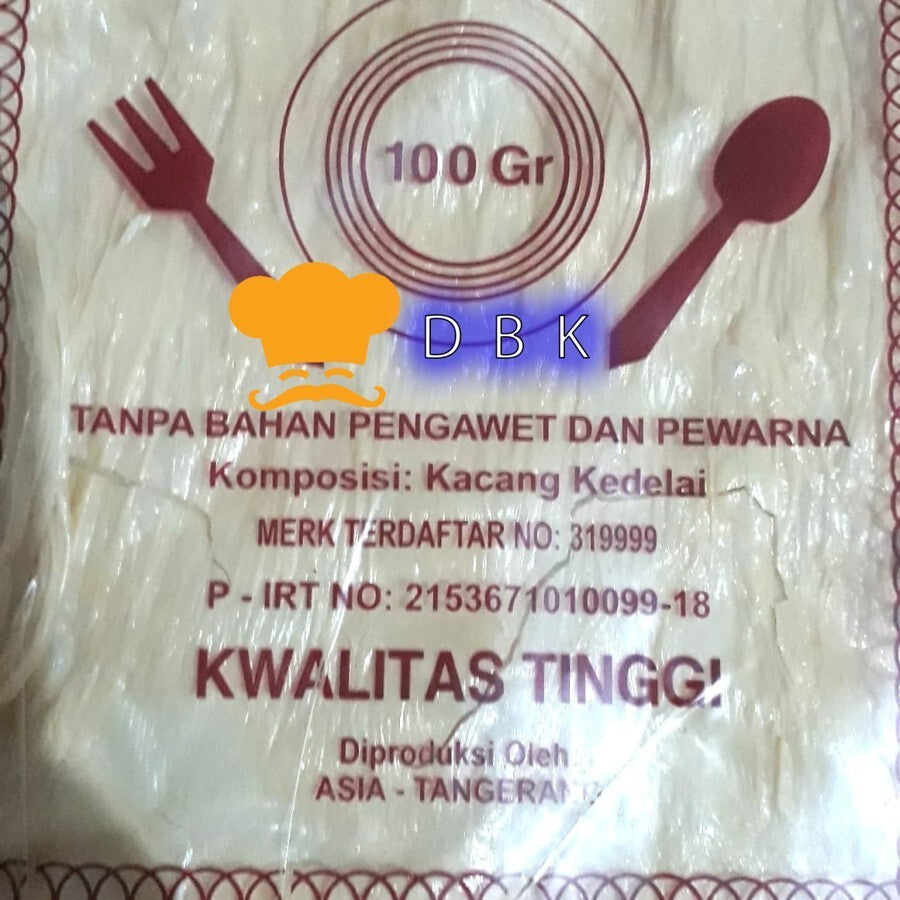 100 Gr
D B K
TANPA BAHAN PENGAWET DAN PEWARNA
Komposisi: Kacang Kedelai
MERK TERDAFTAR NO: 319999
P - IRT NO: 2153671010099-18
KWALITAS TINGGI
Diproduksi Oleh
ASIA - TANGERANG